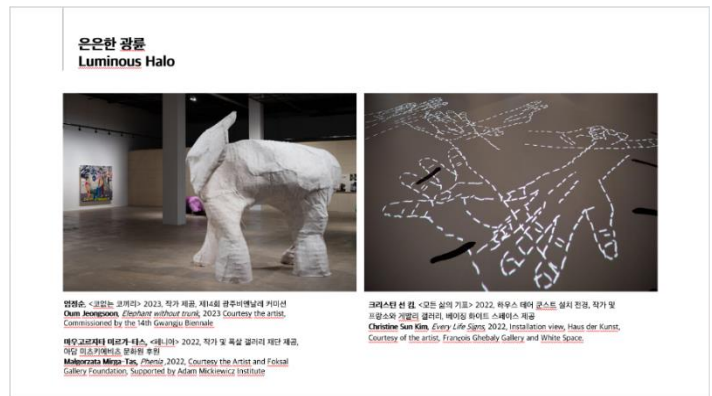 은은한 광륜
Luminous Halo
엄정순, <코없는 코끼리> 2023, 작가 제공, 제14회 광주비엔날레 커미션
Oum Jeongsoon, Elephant without trunk, 2023 Courtesy the artist,
Commissioned by the 14th Gwangju Biennale
마우고르자타 미르가-타스, <페니아> 2022, 작가 및 폭살 갤러리 재단 제공,
아담 미츠키에비츠 문화원 후원
Małgorzata Mirga-Tas, Phenia ,2022, Courtesy the Artist and Foksal
Gallery Foundation, Supported by Adam Mickiewicz Institute
크리스틴 선 킴, <모든 삶의 기표> 2022, 하우스 데어 쿤스트 설치 전경, 작가 및
프랑소와 게발리 갤러리, 베이징 화이트 스페이스 제공
Christine Sun Kim, Every Life Signs, 2022, Installation view, Haus der Kunst,
Courtesy of the artist, François Ghebaly Gallery and White Space.